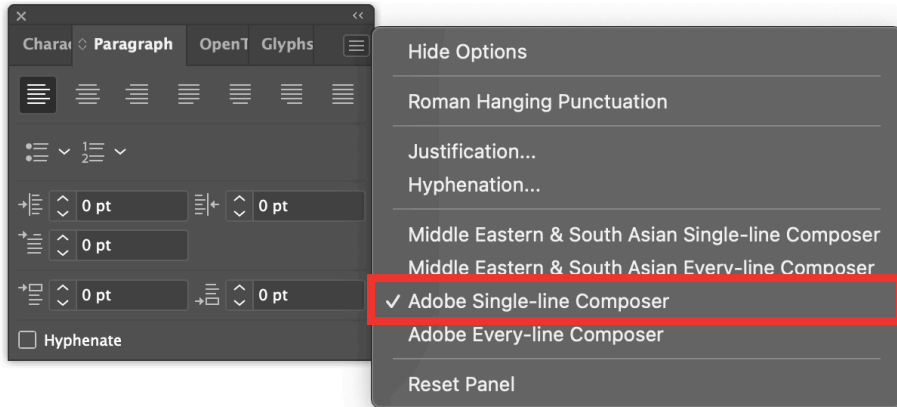 Charac
Paragraph
OpenT
Glyphs
0 pt
0 pt
0 pt
0 pt
0 pt
Hyphenate
Hide Options
Roman Hanging Punctuation
Justification...
Hyphenation...
Middle Eastern & South Asian Single-line Composer
Middle Eastern & South Asian Every-line Composer
Adobe Single-line Composer
Adobe Every-line Composer
Reset Panel